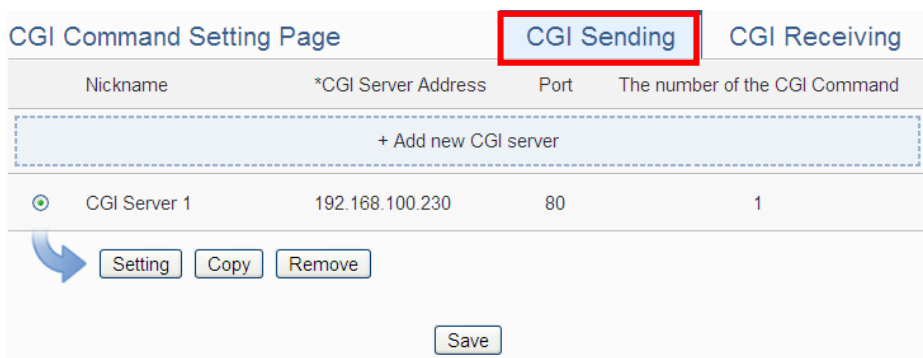 CGI Command Setting Page CGI Sending CGI Receiving
Nickname *CGI Server Address Port The number of the CGI Command
+ Add new CGI server
CGI Server 1 192.168.100.230 80 1
Setting Copy Remove
Save